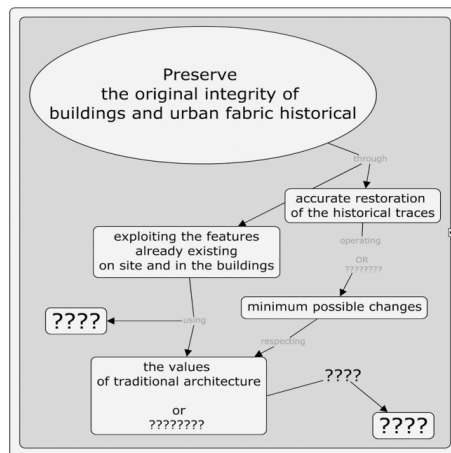 Preserve
the original integrity of
buildings and urban fabric historical
through
accurate restoration
of the historical traces
exploiting the features
already existing
on site and in the buildings
operating
OR
????????
minimum possible changes
????
using
respecting
the values
of traditional architecture
or
????????
????
????